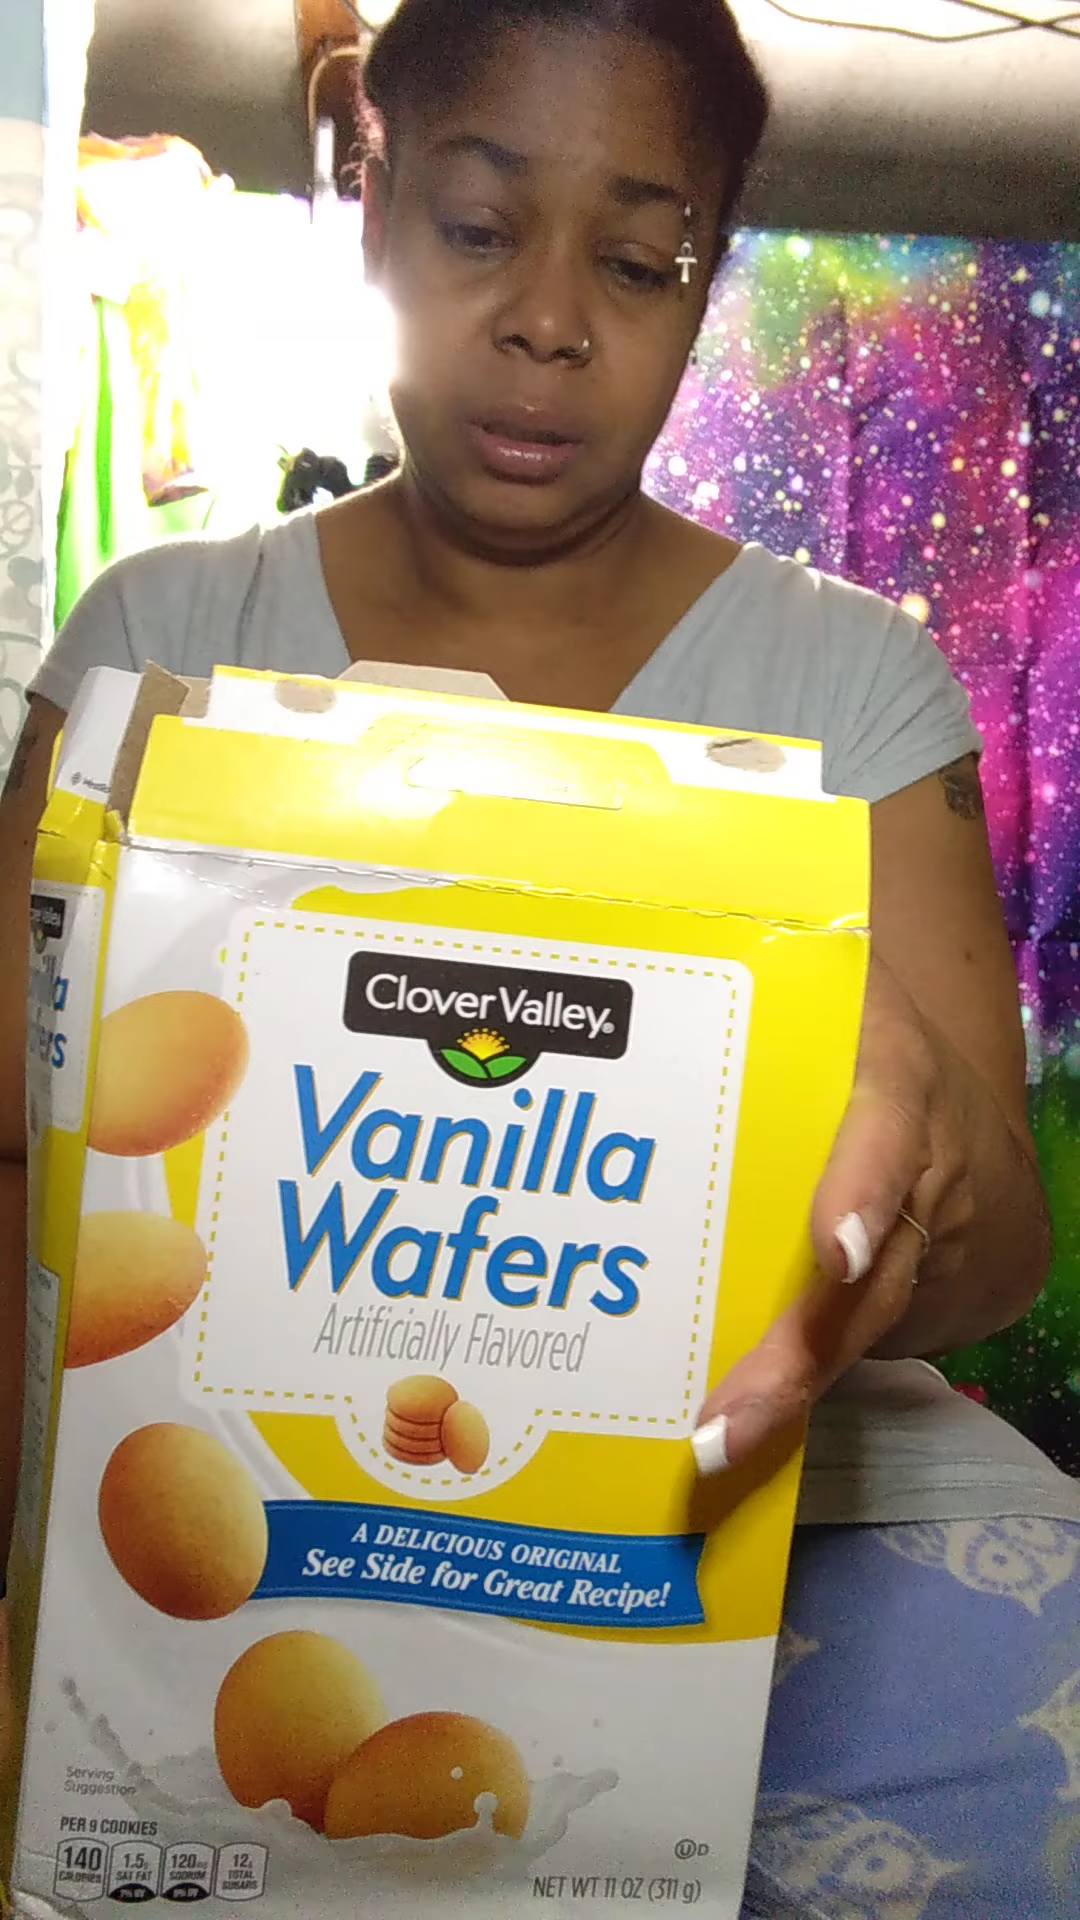 Clover Valley®
Vanilla
Wafers
Artificially Flavored
A DELICIOUS ORIGINAL
See Side for Great Recipe!
Serving
Suggestion
PER 9 COOKIES
140 CALORIES
1.5g SAT FAT
120mg SODIUM
12g TOTAL SUGARS
U D
NET WT 11 OZ (311 g)